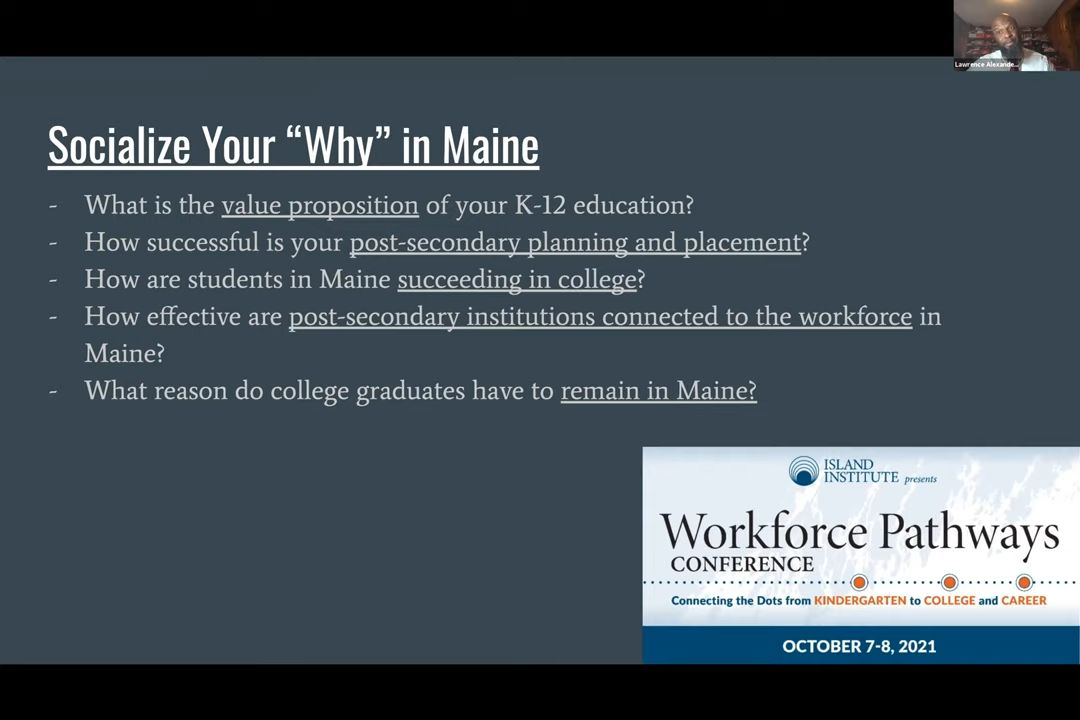 Lawrence Alexande...
Socialize Your “Why” in Maine
- What is the value proposition of your K-12 education?
- How successful is your post-secondary planning and placement?
- How are students in Maine succeeding in college?
- How effective are post-secondary institutions connected to the workforce in
Maine?
- What reason do college graduates have to remain in Maine?
ISLAND
INSTITUTE presents
Workforce Pathways
CONFERENCE
Connecting the Dots from KINDERGARTEN to COLLEGE and CAREER
OCTOBER 7-8, 2021